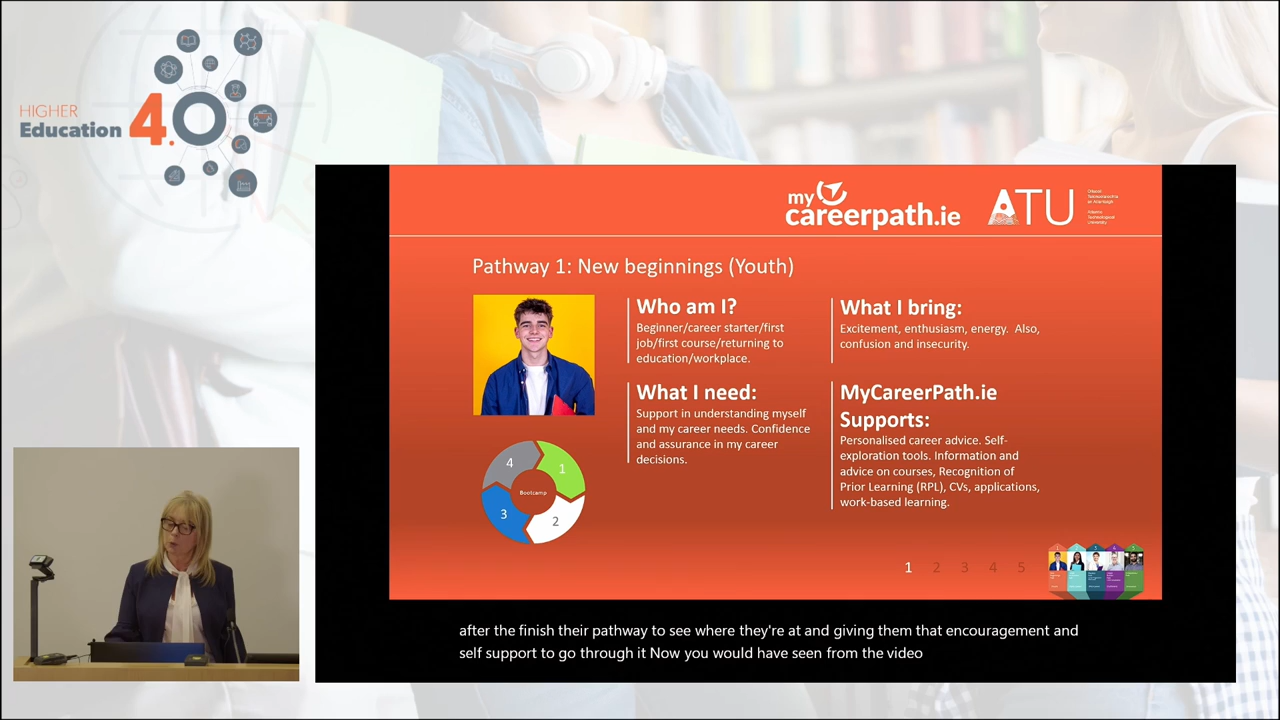 HIGHER
Education 4.0
my
careerpath.ie
ATU
Pathway 1: New beginnings (Youth)
Who am I?
Beginner/career starter/first
job/first course/returning to
education/workplace.
What I need:
Support in understanding myself
and my career needs. Confidence
and assurance in my career
decisions.
What I bring:
Excitement, enthusiasm, energy. Also,
confusion and insecurity.
MyCareerPath.ie
Supports:
Personalised career advice. Self-
exploration tools. Information and
advice on courses, Recognition of
Prior Learning (RPL), CVs, applications,
work-based learning.
4 1
Bootcamp
3 2
1 2 3 4 5
after the finish their pathway to see where they're at and giving them that encouragement and
self support to go through it Now you would have seen from the video